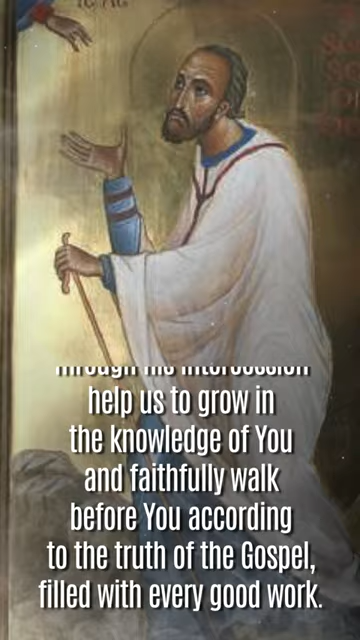 help us to grow in
the knowledge of You
and faithfully walk
before You according
to the truth of the Gospel,
filled with every good work.